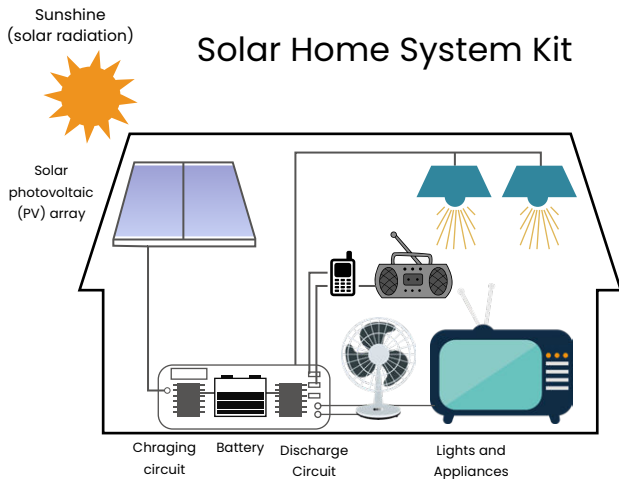 Sunshine
(solar radiation)
Solar Home System Kit
Solar
photovoltaic
(PV) array
Chraging
circuit
Battery
Discharge
Circuit
Lights and
Appliances